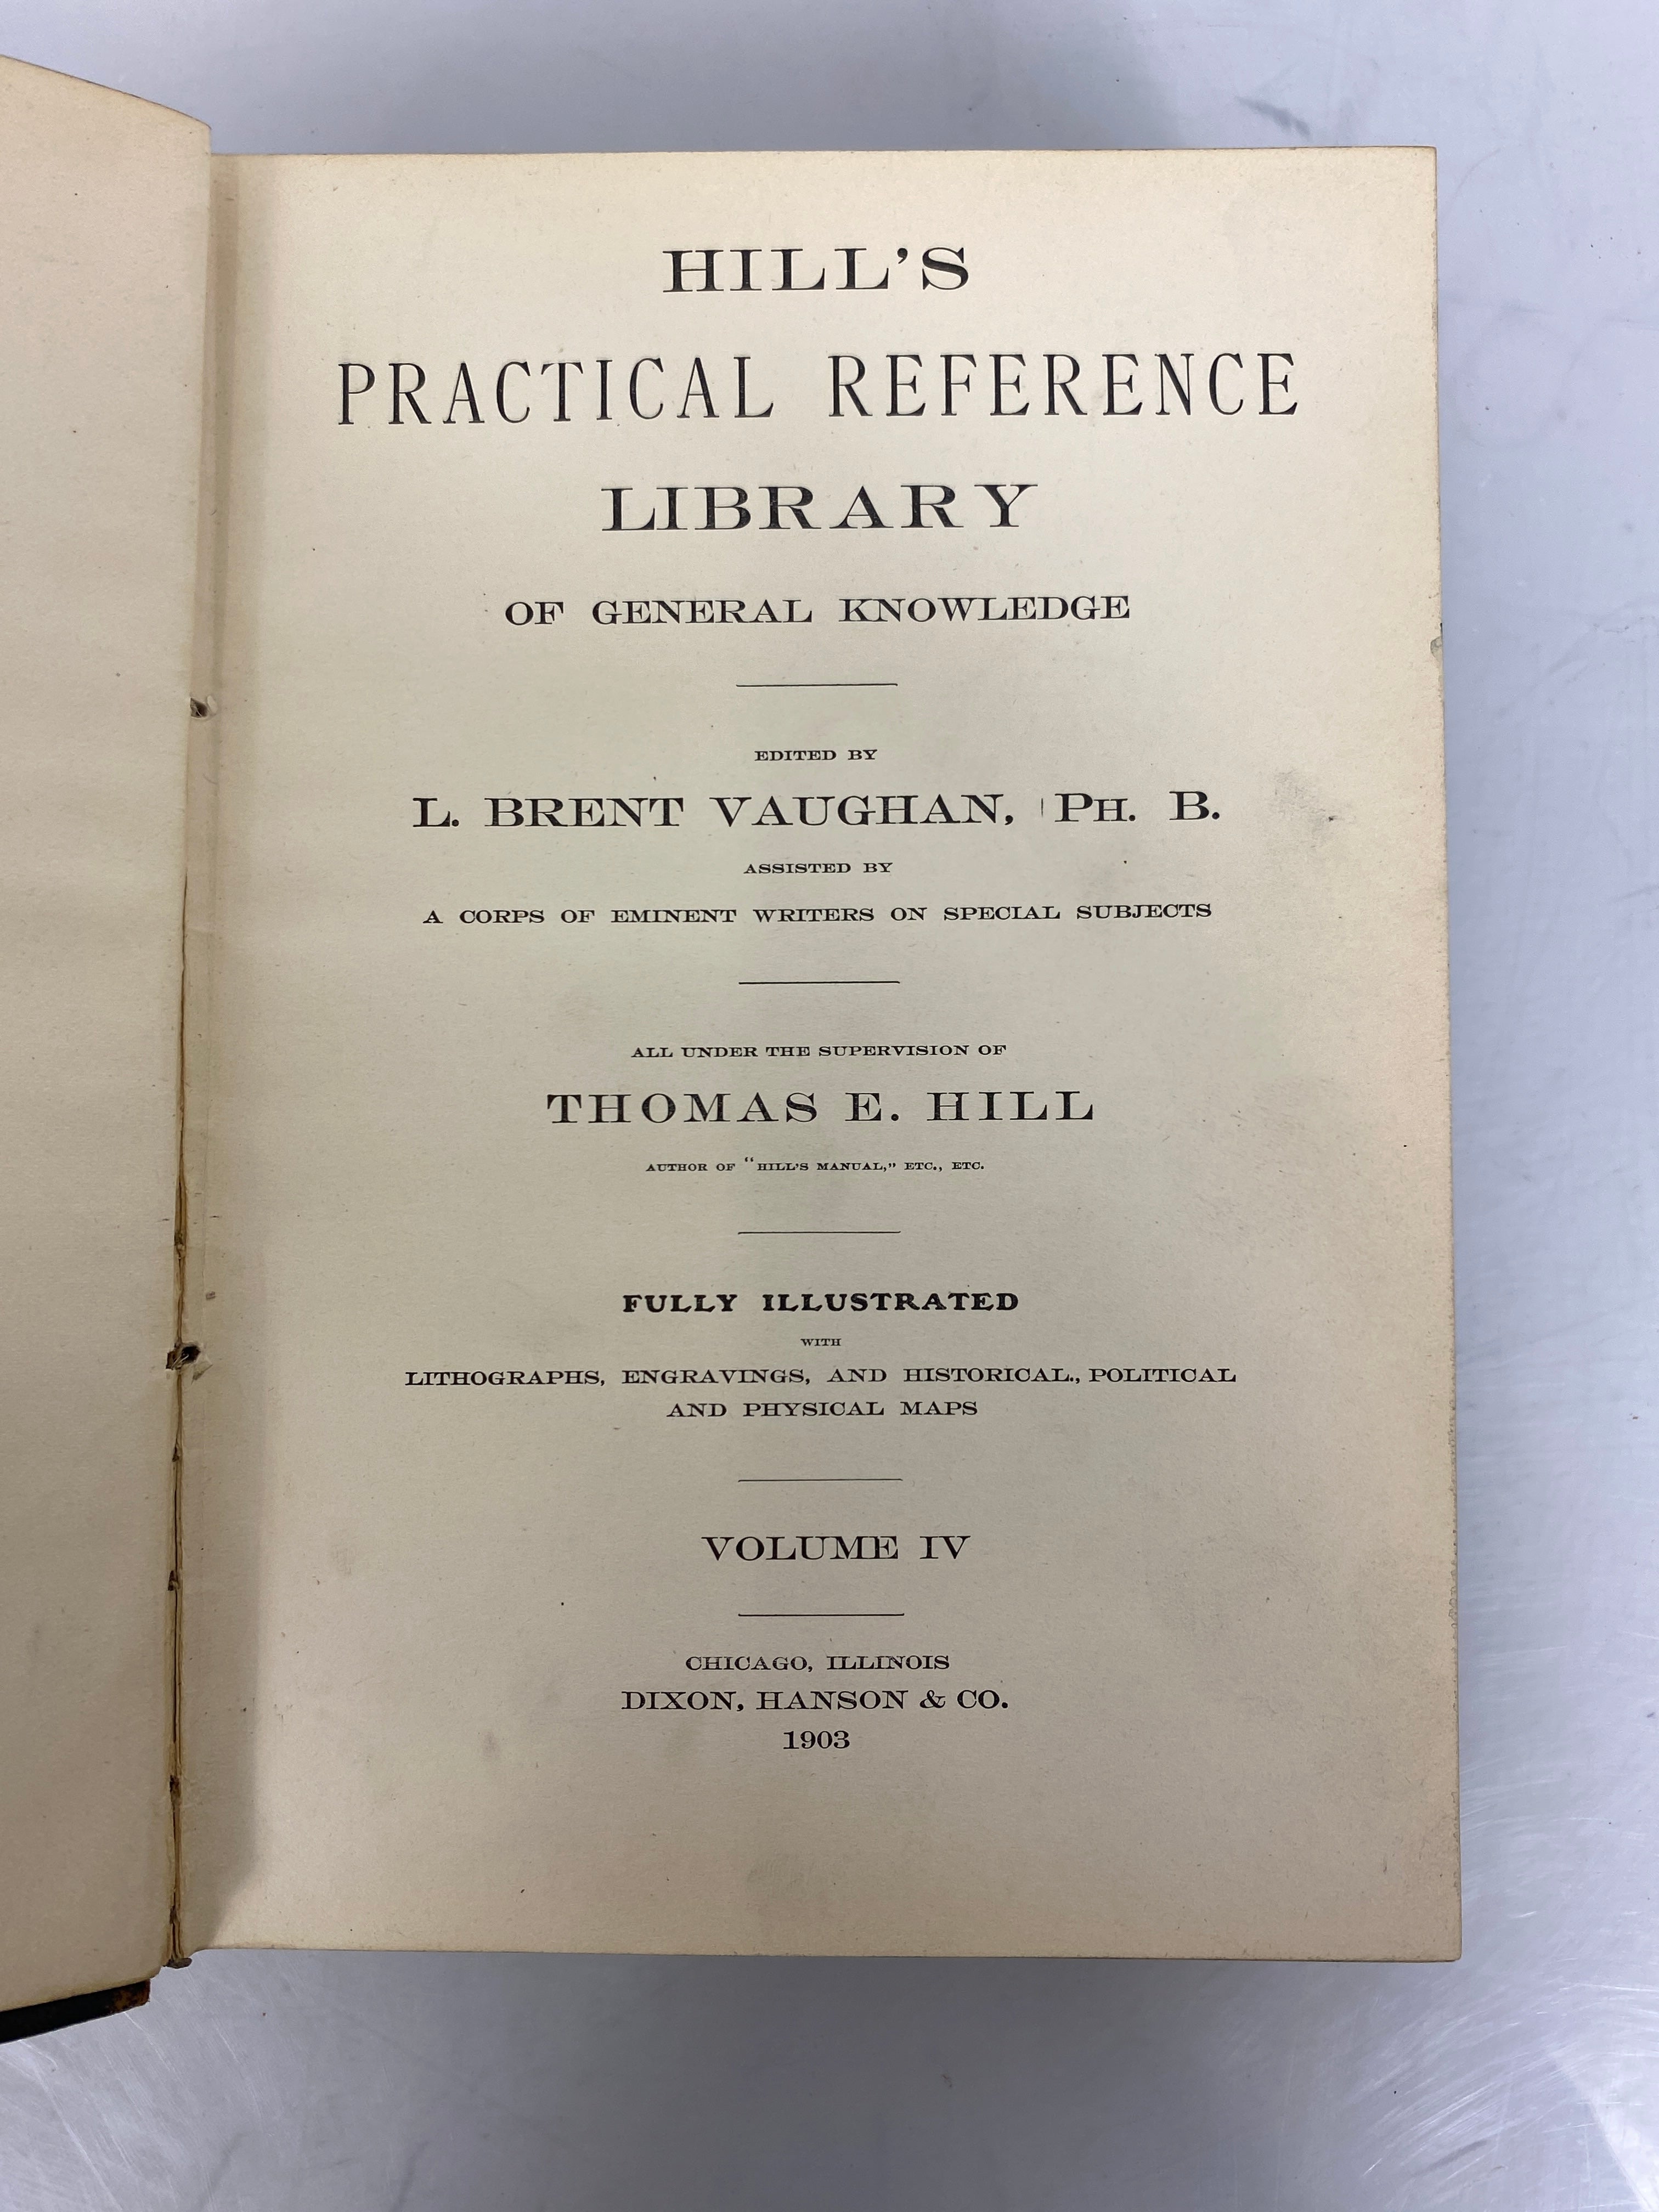 HILL'S
PRACTICAL REFERENCE
LIBRARY
OF GENERAL KNOWLEDGE
EDITED BY
L. BRENT VAUGHAN, PH. B.
ASSISTED BY
A CORPS OF EMINENT WRITERS ON SPECIAL SUBJECTS
ALL UNDER THE SUPERVISION OF
THOMAS E. HILL
AUTHOR OF "HILL'S MANUAL," ETC., ETC.
FULLY ILLUSTRATED
WITH
LITHOGRAPHS, ENGRAVINGS, AND HISTORICAL, POLITICAL
AND PHYSICAL MAPS
VOLUME IV
CHICAGO, ILLINOIS
DIXON, HANSON & CO.
1903